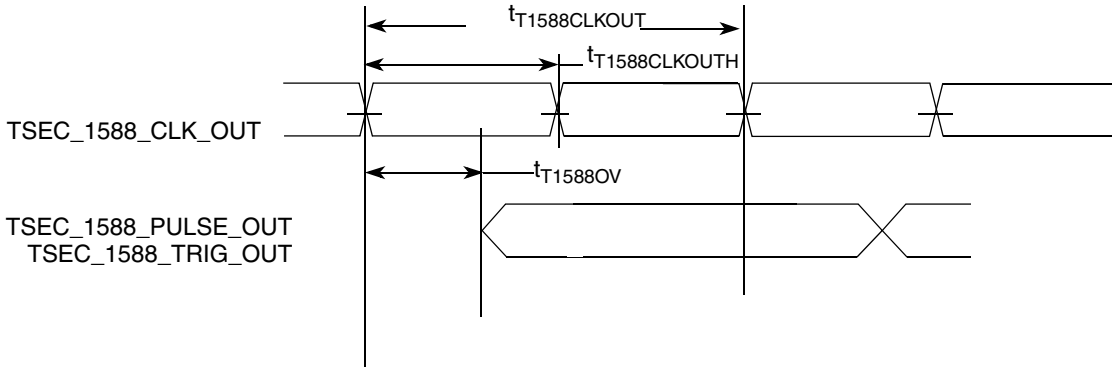 tT1588CLKOUT
tT1588CLKOUTH
TSEC_1588_CLK_OUT
tT1588OV
TSEC_1588_PULSE_OUT
TSEC_1588_TRIG_OUT